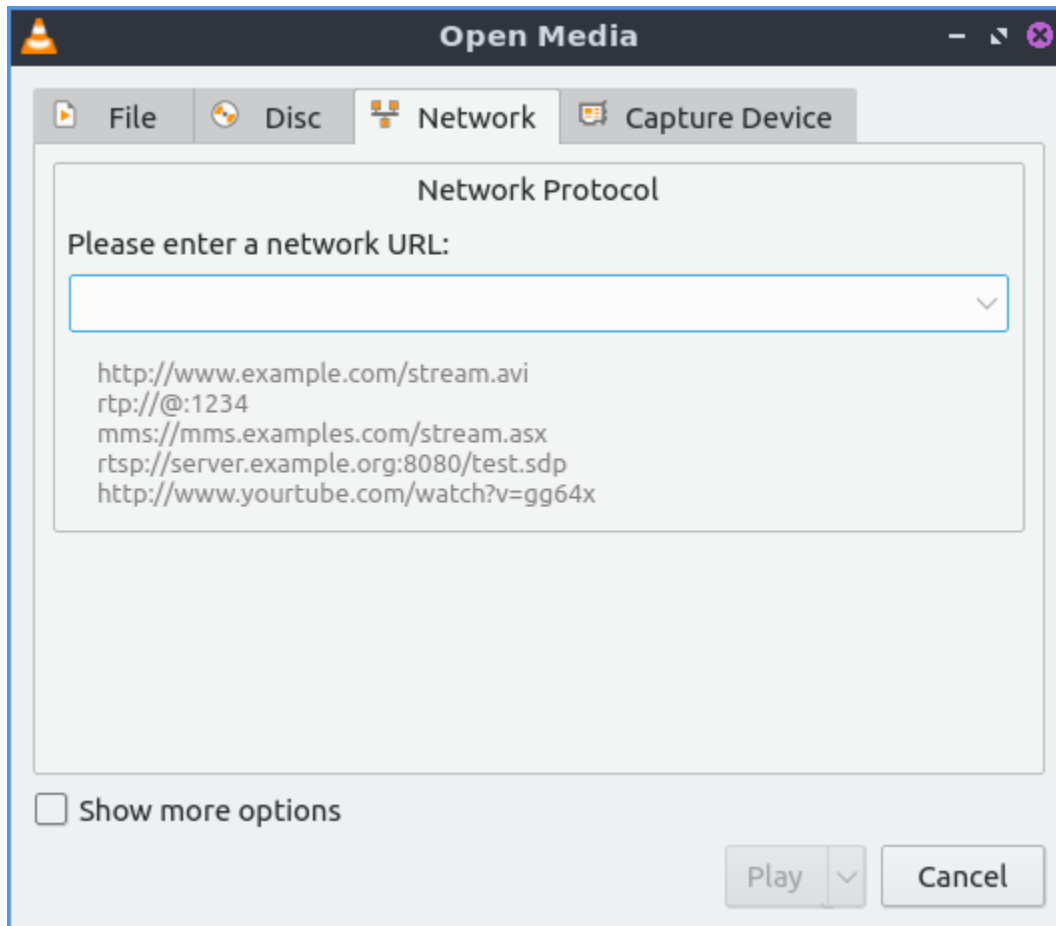 Open Media
File Disc Network Capture Device
Network Protocol
Please enter a network URL:
http://www.example.com/stream.avi
rtp://@:1234
mms://mms.examples.com/stream.asx
rtsp://server.example.org:8080/test.sdp
http://www.yourtube.com/watch?v=gg64x
Show more options
Play Cancel